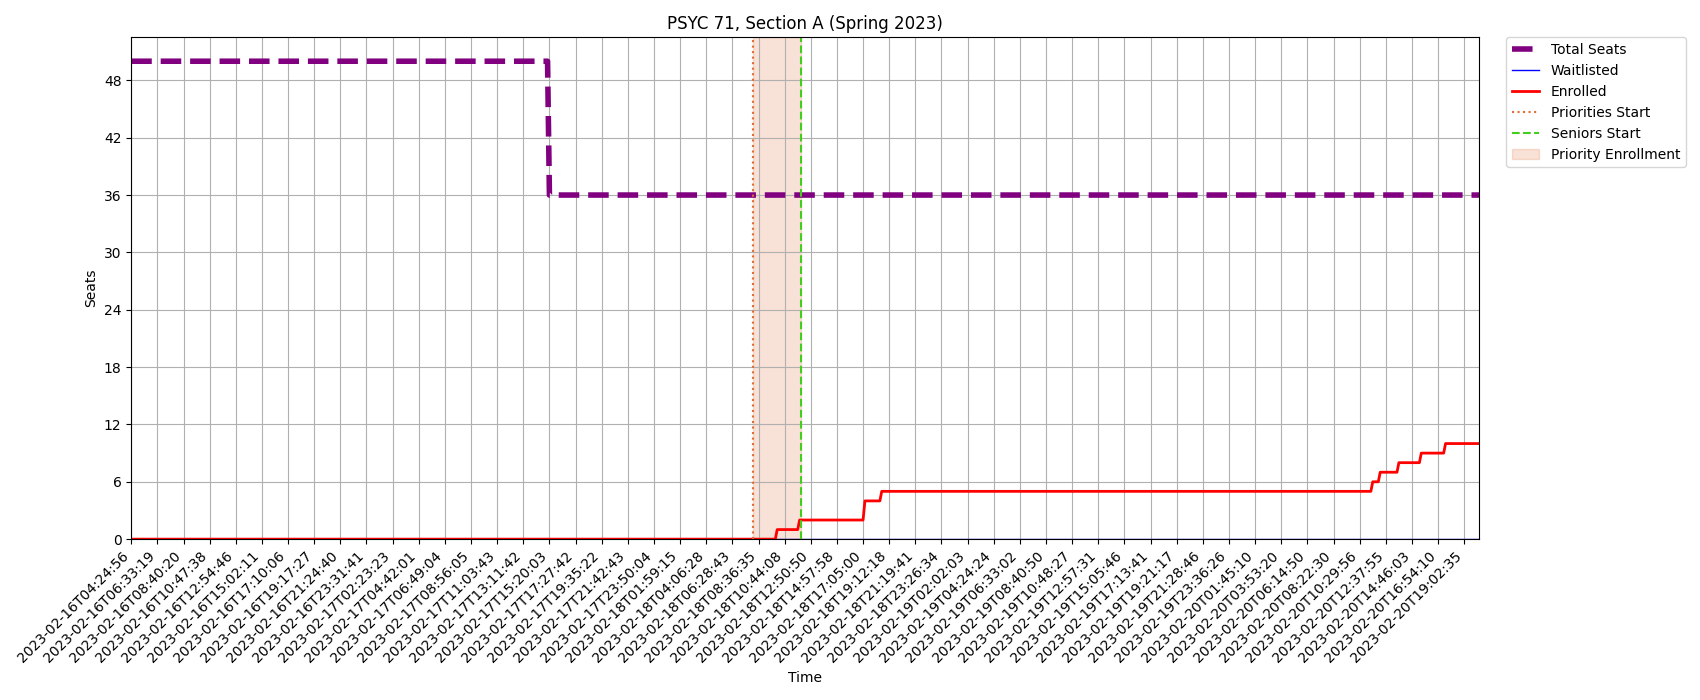 PSYC 71, Section A (Spring 2023)
Total Seats
Waitlisted
Enrolled
Priorities Start
Seniors Start
Priority Enrollment
Seats
48
42
36
30
24
18
12
6
0
2023-02-16T04:24:56
2023-02-16T06:33:19
2023-02-16T08:40:20
2023-02-16T10:47:38
2023-02-16T12:54:46
2023-02-16T15:02:11
2023-02-16T17:10:06
2023-02-16T19:17:27
2023-02-16T21:24:40
2023-02-16T23:31:41
2023-02-17T02:23:23
2023-02-17T04:42:01
2023-02-17T06:49:04
2023-02-17T08:56:05
2023-02-17T11:03:43
2023-02-17T13:11:42
2023-02-17T15:20:03
2023-02-17T17:27:42
2023-02-17T19:35:22
2023-02-17T21:42:43
2023-02-17T23:50:04
2023-02-18T01:59:15
2023-02-18T04:06:28
2023-02-18T06:28:43
2023-02-18T08:36:35
2023-02-18T10:44:08
2023-02-18T12:50:50
2023-02-18T14:57:58
2023-02-18T17:05:00
2023-02-18T19:12:18
2023-02-18T21:19:41
2023-02-18T23:26:34
2023-02-19T02:02:03
2023-02-19T04:24:24
2023-02-19T06:33:02
2023-02-19T08:40:50
2023-02-19T10:48:27
2023-02-19T12:57:31
2023-02-19T15:05:46
2023-02-19T17:13:41
2023-02-19T19:21:17
2023-02-19T21:28:46
2023-02-19T23:36:26
2023-02-20T01:45:10
2023-02-20T03:53:20
2023-02-20T06:14:50
2023-02-20T08:22:30
2023-02-20T10:29:56
2023-02-20T12:37:55
2023-02-20T14:46:03
2023-02-20T16:54:10
2023-02-20T19:02:35
Time